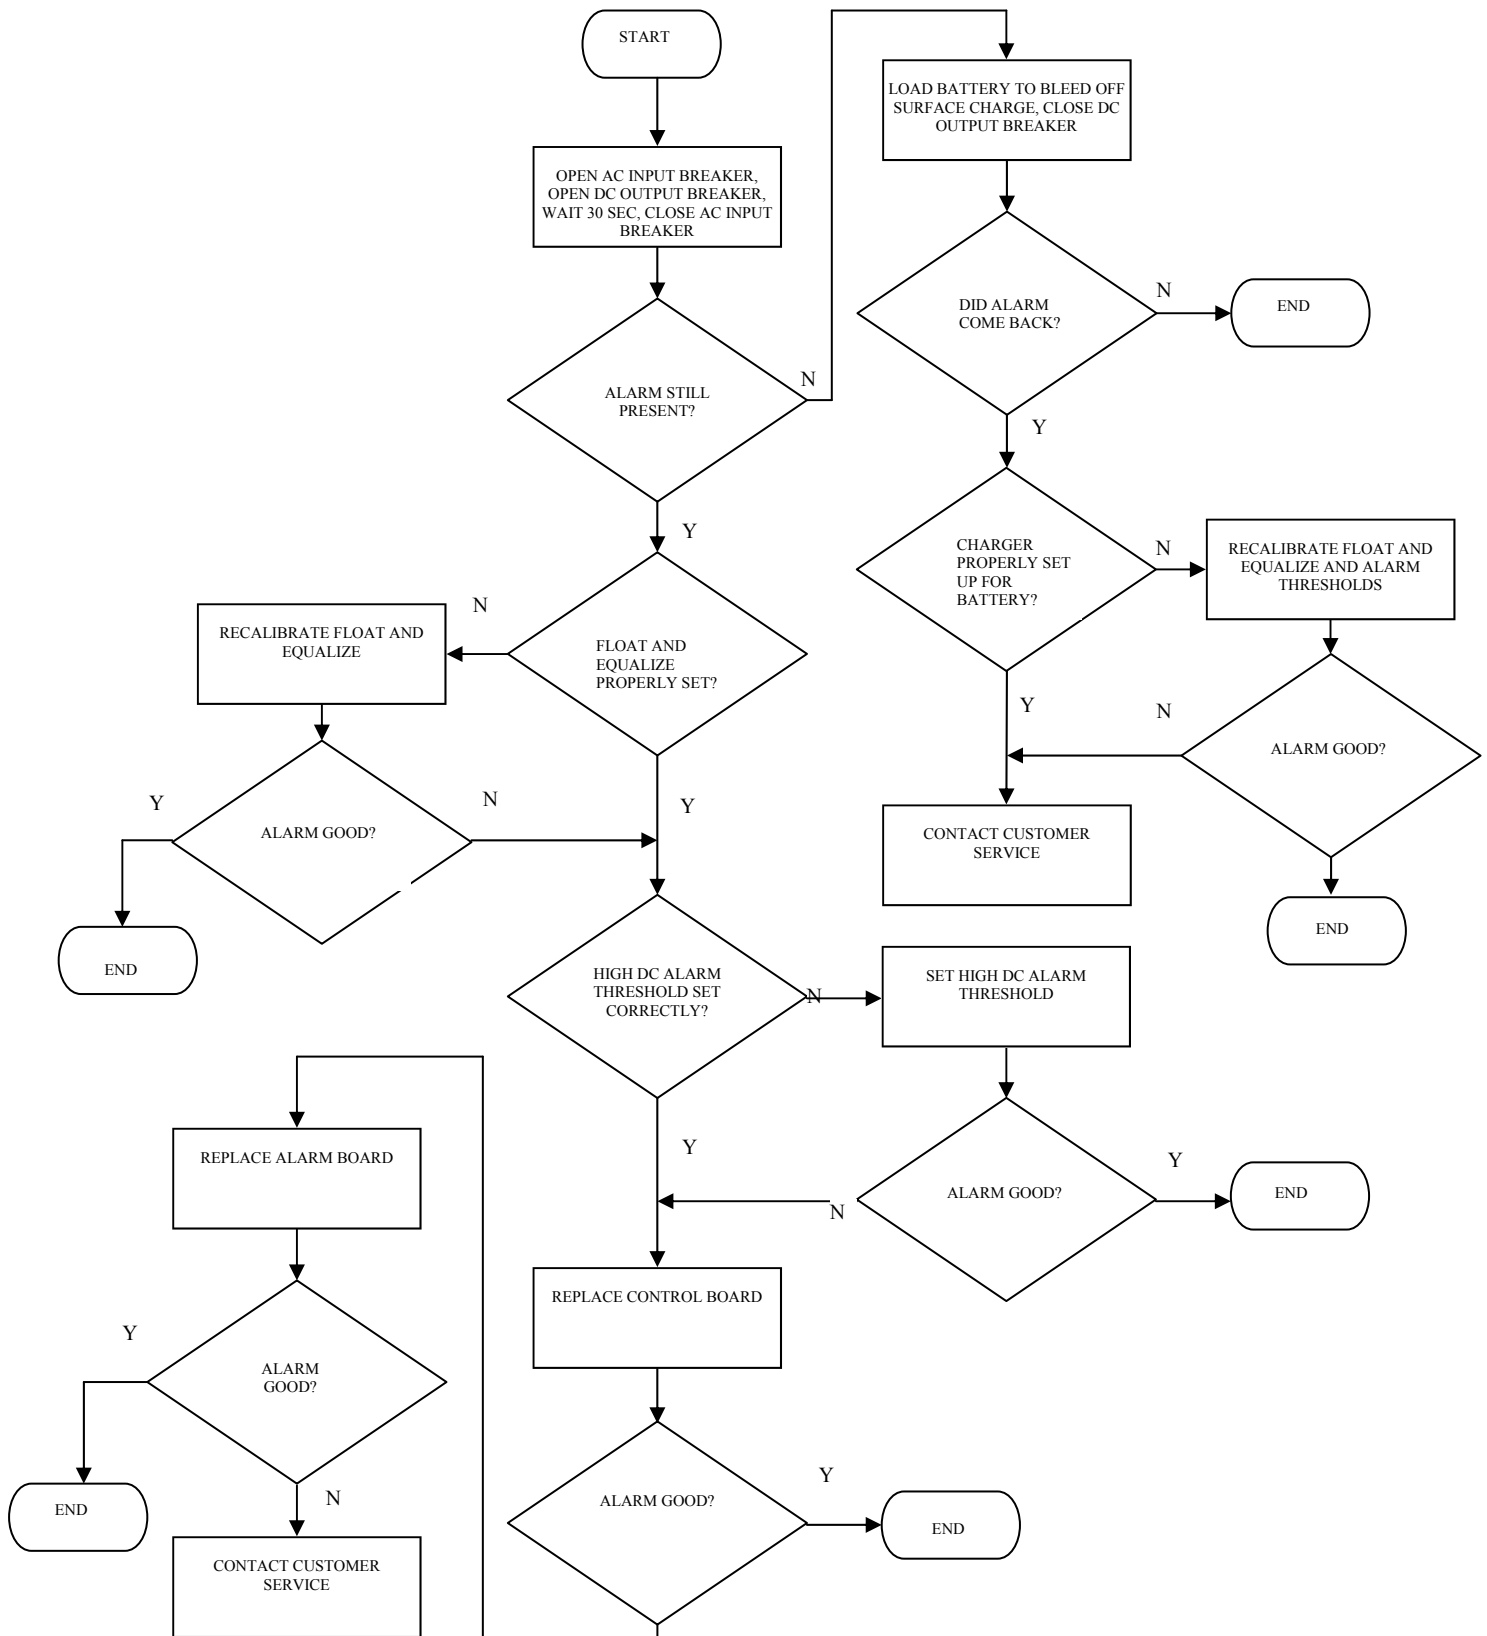 START
OPEN AC INPUT BREAKER,
OPEN DC OUTPUT BREAKER,
WAIT 30 SEC, CLOSE AC INPUT
BREAKER
ALARM STILL
PRESENT?
N
Y
LOAD BATTERY TO BLEED OFF
SURFACE CHARGE, CLOSE DC
OUTPUT BREAKER
DID ALARM
COME BACK?
N
END
Y
CHARGER
PROPERLY SET
UP FOR
BATTERY?
N
RECALIBRATE FLOAT AND
EQUALIZE AND ALARM
THRESHOLDS
Y
N
ALARM GOOD?
CONTACT CUSTOMER
SERVICE
END
FLOAT AND
EQUALIZE
PROPERLY SET?
N
RECALIBRATE FLOAT AND
EQUALIZE
Y
ALARM GOOD?
N
Y
END
HIGH DC ALARM
THRESHOLD SET
CORRECTLY?
N
SET HIGH DC ALARM
THRESHOLD
Y
N
ALARM GOOD?
Y
END
REPLACE CONTROL BOARD
ALARM GOOD?
Y
END
REPLACE ALARM BOARD
Y
ALARM
GOOD?
END
N
CONTACT CUSTOMER
SERVICE